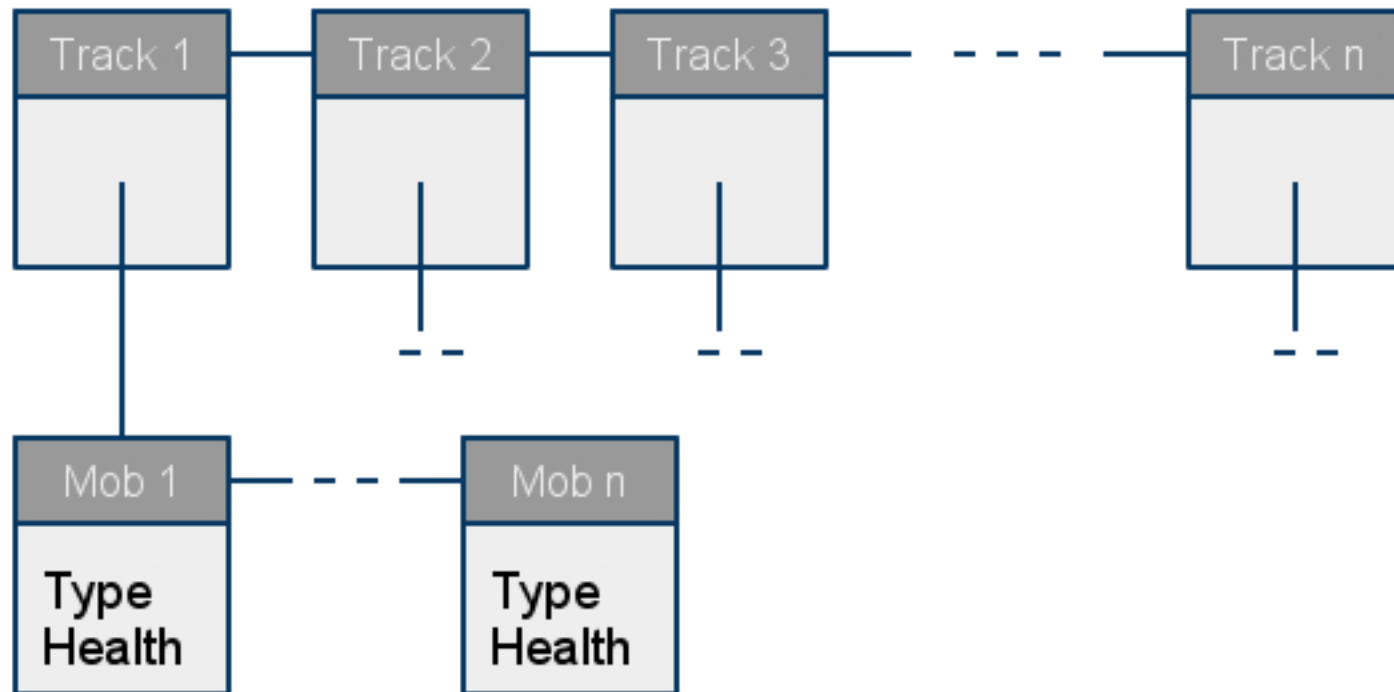 Track 1
Track 2
Track 3
Track n
Mob 1
Mob n
Type
Health
Type
Health